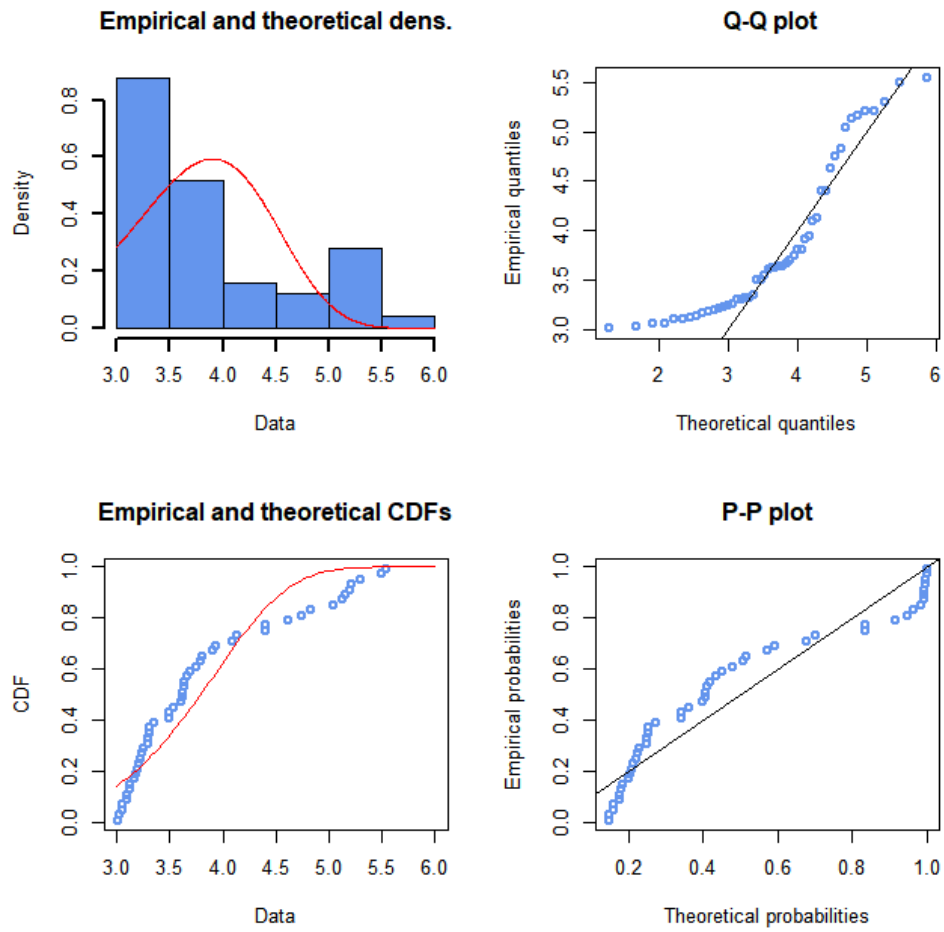 Empirical and theoretical dens.
Density
0.0 0.2 0.4 0.6 0.8
3.0 3.5 4.0 4.5 5.0 5.5 6.0
Data
Q-Q plot
Empirical quantiles
3.0 3.5 4.0 4.5 5.0 5.5
2 3 4 5 6
Theoretical quantiles
Empirical and theoretical CDFs
CDF
0.0 0.2 0.4 0.6 0.8 1.0
3.0 3.5 4.0 4.5 5.0 5.5 6.0
Data
P-P plot
Empirical probabilities
0.0 0.2 0.4 0.6 0.8 1.0
0.2 0.4 0.6 0.8 1.0
Theoretical probabilities